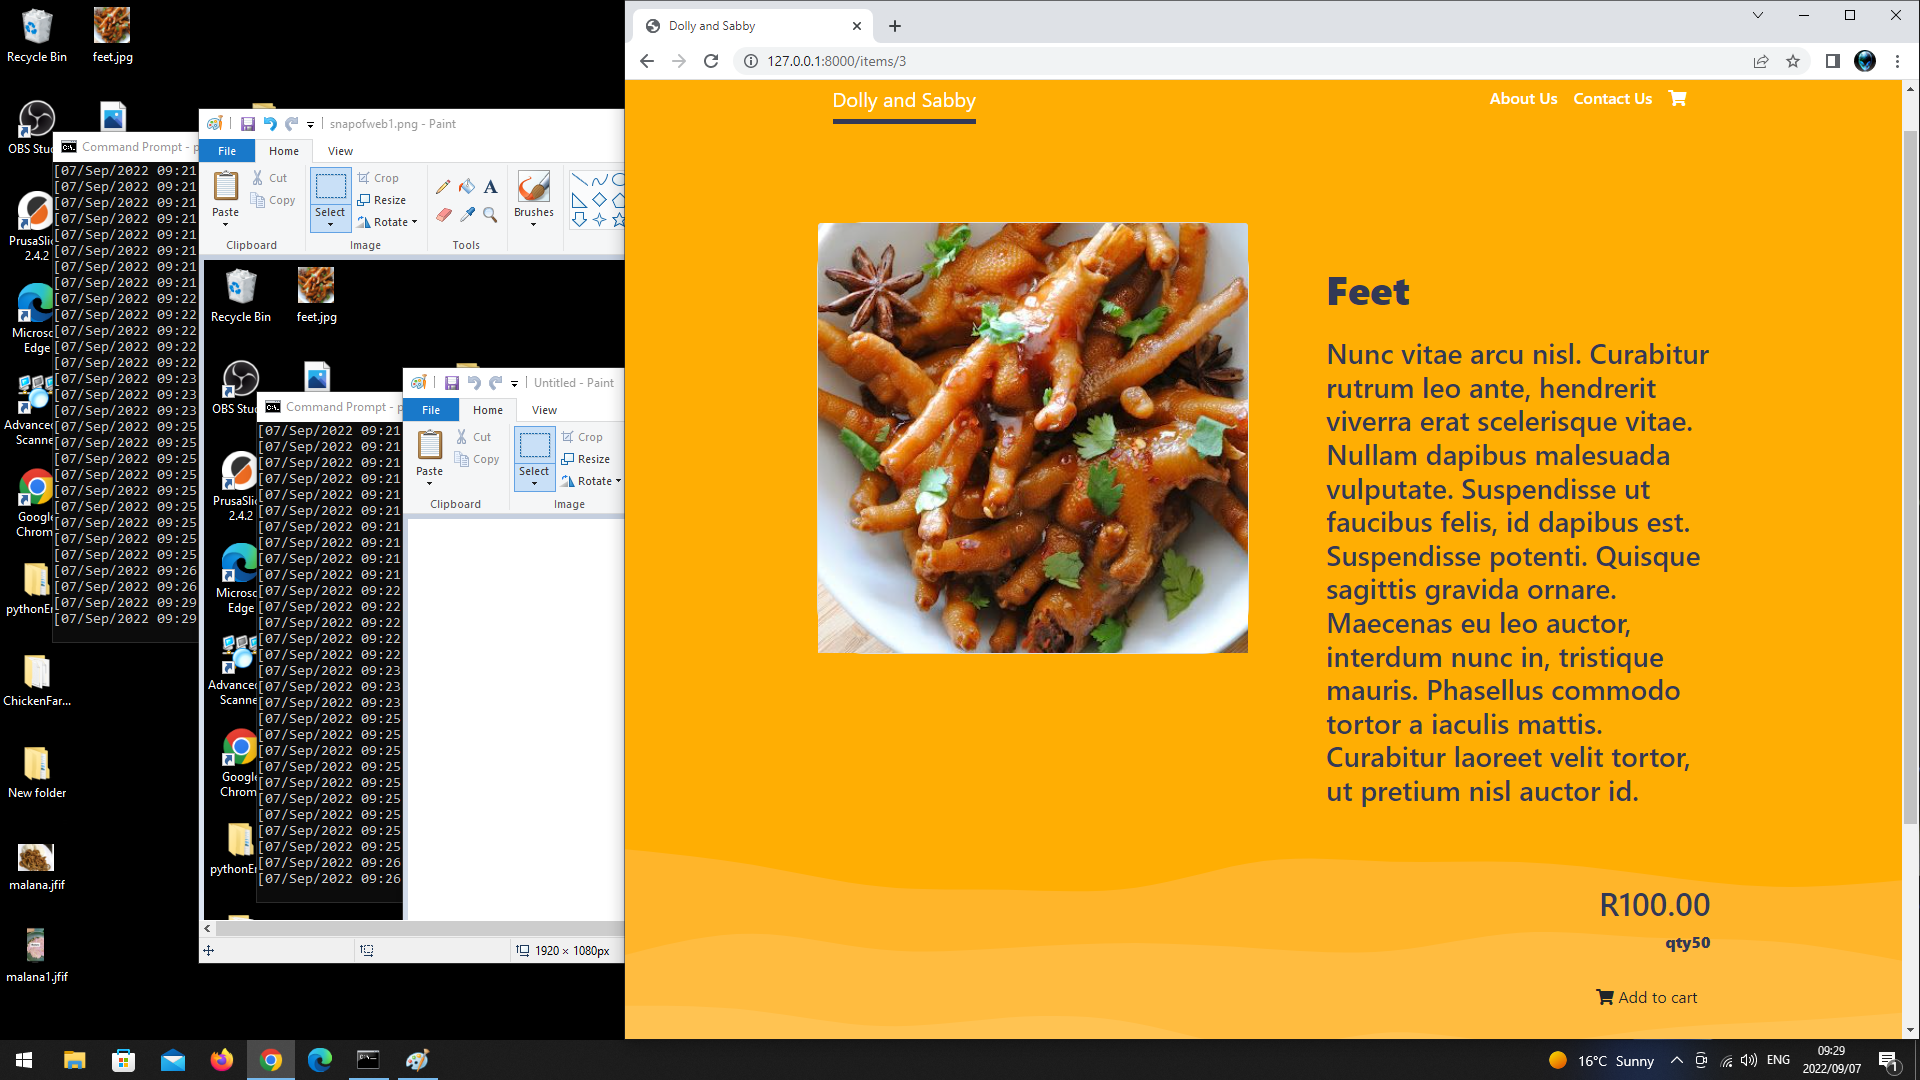 Recycle Bin
feet.jpg
OBS Stu
PrusaSli
2.4.2
Micros
Edge
Advanced
Scanne
Google
Chrom
pythonE
ChickenFar...
New folder
malana.jfif
malana1.jfif
Command Prompt - p
[07/Sep/2022 09:21
[07/Sep/2022 09:21
[07/Sep/2022 09:21
[07/Sep/2022 09:21
[07/Sep/2022 09:21
[07/Sep/2022 09:21
[07/Sep/2022 09:21
[07/Sep/2022 09:21
[07/Sep/2022 09:22
[07/Sep/2022 09:22
[07/Sep/2022 09:22
[07/Sep/2022 09:22
[07/Sep/2022 09:22
[07/Sep/2022 09:23
[07/Sep/2022 09:23
[07/Sep/2022 09:23
[07/Sep/2022 09:25
[07/Sep/2022 09:25
[07/Sep/2022 09:25
[07/Sep/2022 09:25
[07/Sep/2022 09:25
[07/Sep/2022 09:25
[07/Sep/2022 09:25
[07/Sep/2022 09:25
[07/Sep/2022 09:25
[07/Sep/2022 09:26
[07/Sep/2022 09:26
[07/Sep/2022 09:29
[07/Sep/2022 09:29
snapofweb1.png - Paint
File Home View
Paste Cut Copy
Select Crop Resize Rotate
Brushes
Clipboard Image Tools
Recycle Bin
feet.jpg
OBS Stu
PrusaSli
2.4.2
Micros
Edge
Advanced
Scanne
Google
Chrom
pythonE
Command Prompt - p
[07/Sep/2022 09:21
[07/Sep/2022 09:21
[07/Sep/2022 09:21
[07/Sep/2022 09:21
[07/Sep/2022 09:21
[07/Sep/2022 09:21
[07/Sep/2022 09:21
[07/Sep/2022 09:21
[07/Sep/2022 09:21
[07/Sep/2022 09:21
[07/Sep/2022 09:22
[07/Sep/2022 09:22
[07/Sep/2022 09:22
[07/Sep/2022 09:22
[07/Sep/2022 09:22
[07/Sep/2022 09:23
[07/Sep/2022 09:23
[07/Sep/2022 09:23
[07/Sep/2022 09:25
[07/Sep/2022 09:25
[07/Sep/2022 09:25
[07/Sep/2022 09:25
[07/Sep/2022 09:25
[07/Sep/2022 09:25
[07/Sep/2022 09:25
[07/Sep/2022 09:25
[07/Sep/2022 09:25
[07/Sep/2022 09:26
[07/Sep/2022 09:26
Untitled - Paint
File Home View
Paste Cut Copy
Select Crop Resize Rotate
Clipboard Image
1920 × 1080px
Dolly and Sabby
127.0.0.1:8000/items/3
Dolly and Sabby
About Us Contact Us
Feet
Nunc vitae arcu nisl. Curabitur
rutrum leo ante, hendrerit
viverra erat scelerisque vitae.
Nullam dapibus malesuada
vulputate. Suspendisse ut
faucibus felis, id dapibus est.
Suspendisse potenti. Quisque
sagittis gravida ornare.
Maecenas eu leo auctor,
interdum nunc in, tristique
mauris. Phasellus commodo
tortor a iaculis mattis.
Curabitur laoreet velit tortor,
ut pretium nisl auctor id.
R100.00
qty50
Add to cart
16°C Sunny
ENG
09:29
2022/09/07
1